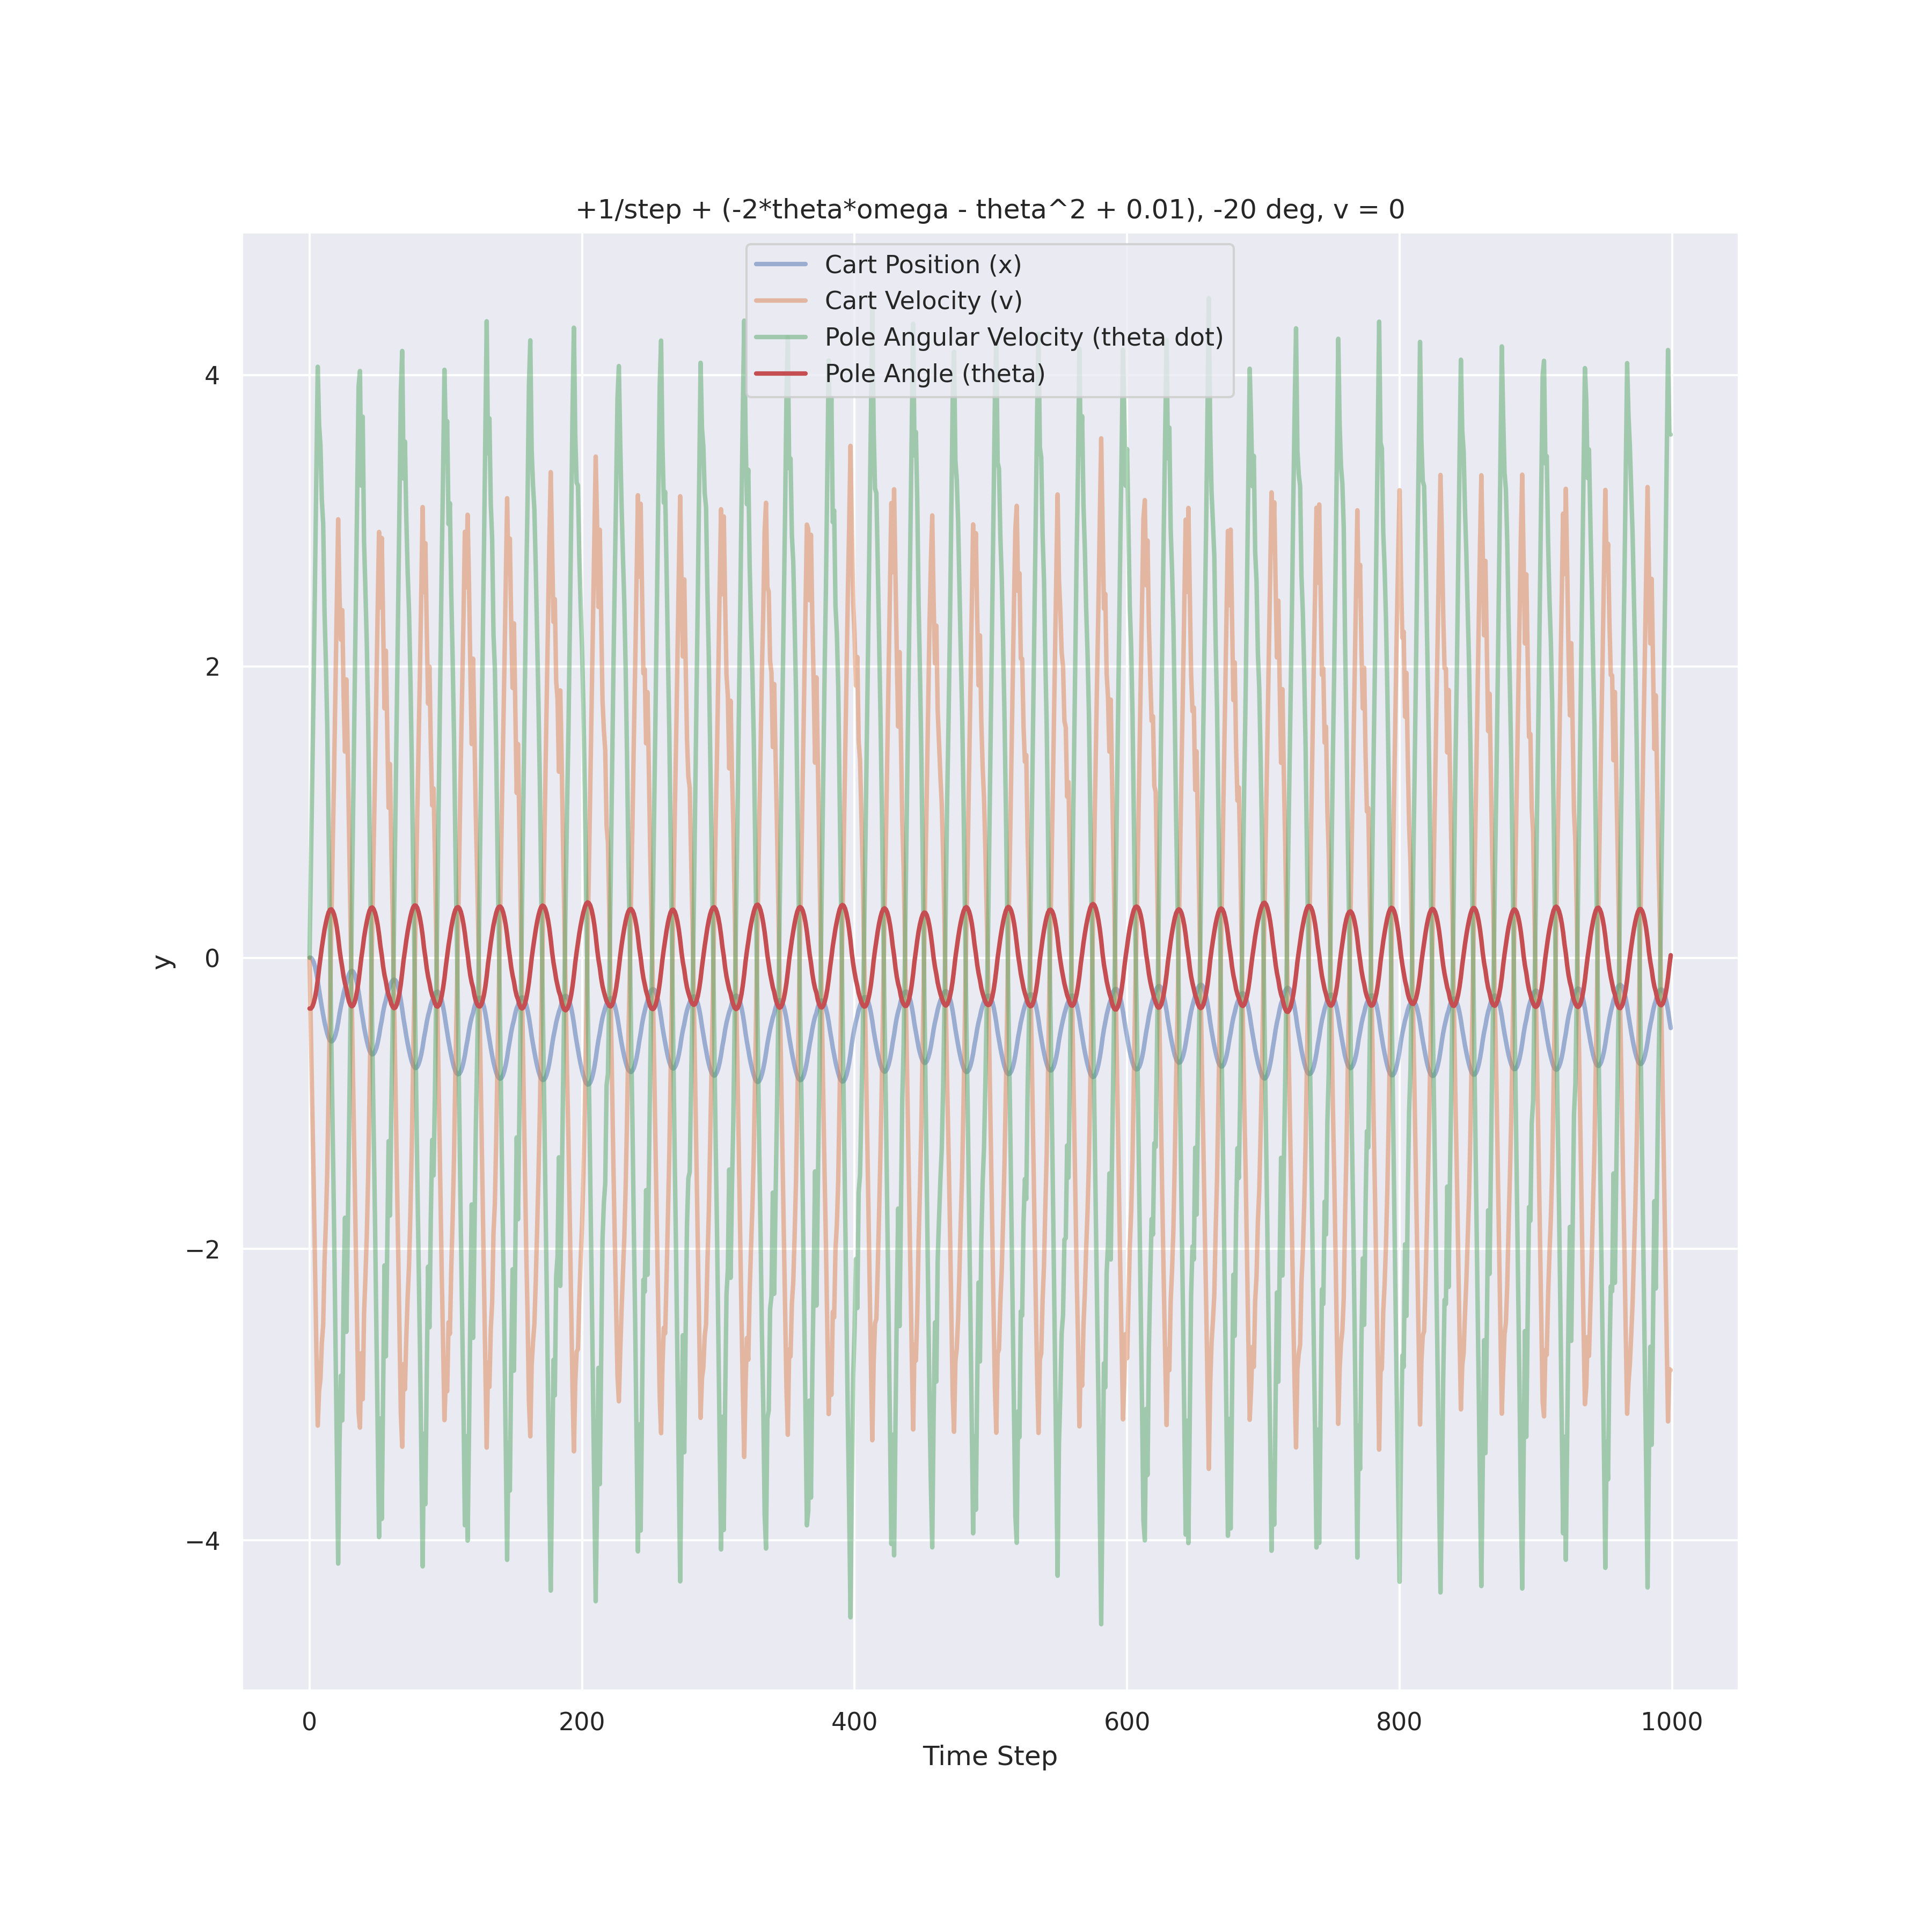 +1/step + (-2*theta*omega - theta^2 + 0.01), -20 deg, v = 0
Cart Position (x)
Cart Velocity (v)
Pole Angular Velocity (theta dot)
Pole Angle (theta)
4
2
0
−2
−4
y
0 200 400 600 800 1000
Time Step